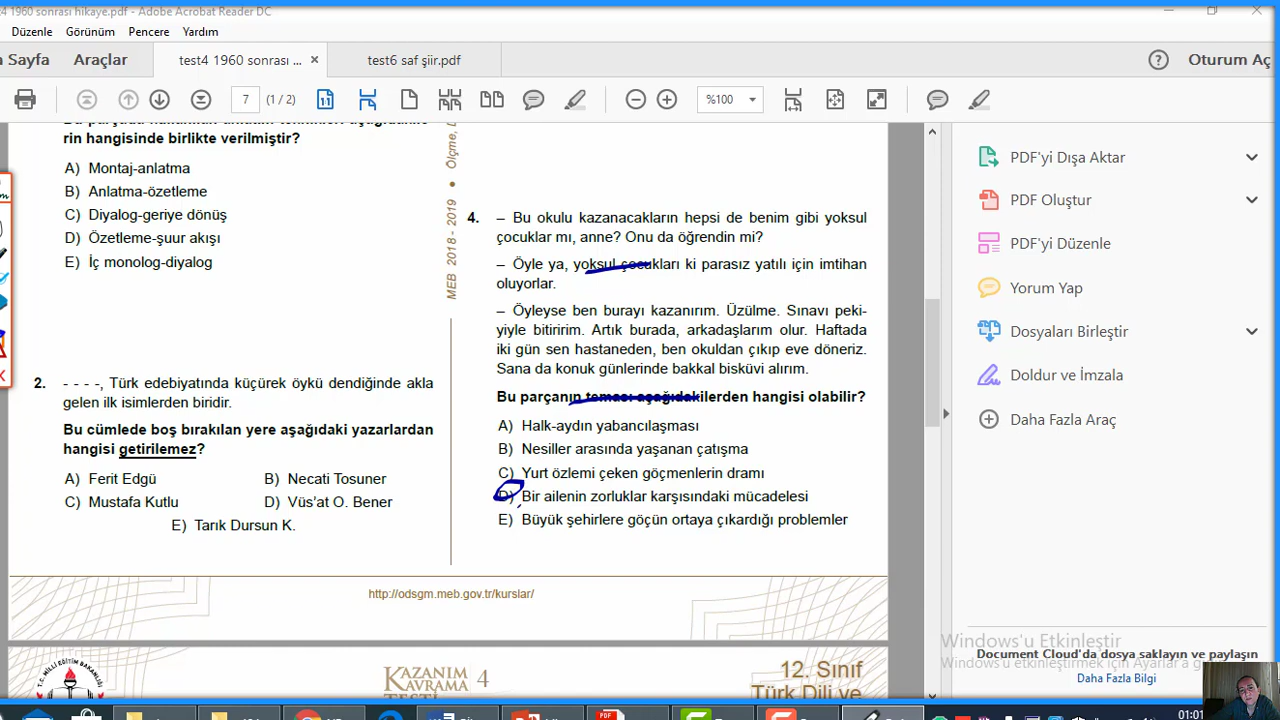 4 1960 sonrası hikaye.pdf - Adobe Acrobat Reader DC
Düzenle Görünüm Pencere Yardım
Sayfa Araçlar test4 1960 sonrası ... × test6 saf şiir.pdf Oturum Aç
7 (1 / 2) %100
rin hangisinde birlikte verilmiştir?
A) Montaj-anlatma
B) Anlatma-özetleme
C) Diyalog-geriye dönüş
D) Özetleme-şuur akışı
E) İç monolog-diyalog
2. - - - -, Türk edebiyatında küçürek öykü dendiğinde akla
gelen ilk isimlerden biridir.
Bu cümlede boş bırakılan yere aşağıdaki yazarlardan
hangisi getirilemez?
A) Ferit Edgü B) Necati Tosuner
C) Mustafa Kutlu D) Vüs'at O. Bener
E) Tarık Dursun K.
MEB 2018 - 2019 ● Ölçme, D
4. – Bu okulu kazanacakların hepsi de benim gibi yoksul
çocuklar mı, anne? Onu da öğrendin mi?
– Öyle ya, yoksul çocukları ki parasız yatılı için imtihan
oluyorlar.
– Öyleyse ben burayı kazanırım. Üzülme. Sınavı peki-
yiyle bitiririm. Artık burada, arkadaşlarım olur. Haftada
iki gün sen hastaneden, ben okuldan çıkıp eve döneriz.
Sana da konuk günlerinde bakkal bisküvi alırım.
Bu parçanın teması aşağıdakilerden hangisi olabilir?
A) Halk-aydın yabancılaşması
B) Nesiller arasında yaşanan çatışma
C) Yurt özlemi çeken göçmenlerin dramı
D) Bir ailenin zorluklar karşısındaki mücadelesi
E) Büyük şehirlere göçün ortaya çıkardığı problemler
http://odsgm.meb.gov.tr/kurslar/
T.C. MİLLÎ EĞİTİM BAKANLIĞI
KAZANIM
KAVRAMA 4
TESTİ
12. Sınıf
Türk Dili ve
PDF'yi Dışa Aktar
PDF Oluştur
PDF'yi Düzenle
Yorum Yap
Dosyaları Birleştir
Doldur ve İmzala
Daha Fazla Araç
Windows'u Etkinleştir
Windows'u etkinleştirmek için Ayarlar'a g
Document Cloud'da dosya saklayın ve paylaşın
Daha Fazla Bilgi
01:01